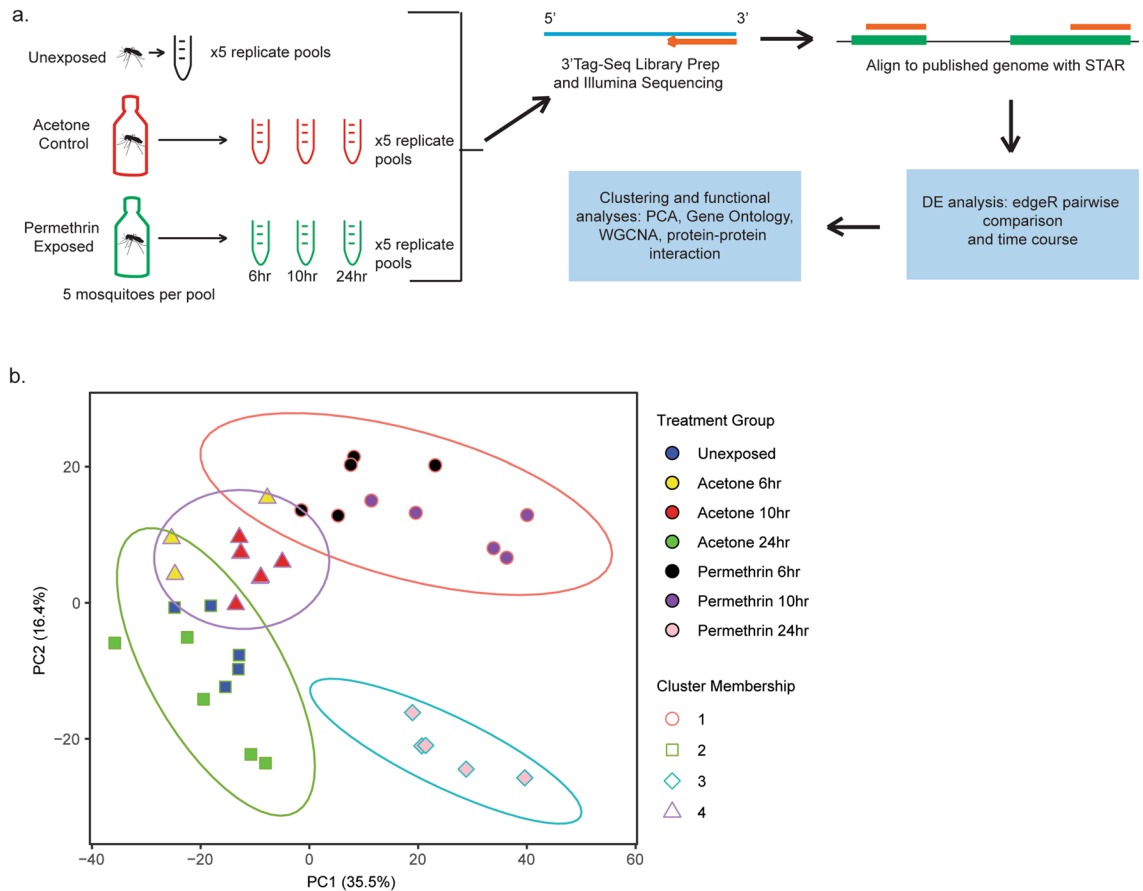 a.
Unexposed
x5 replicate pools
Acetone
Control
x5 replicate
pools
Permethrin
Exposed
x5 replicate
pools
6hr 10hr 24hr
5 mosquitoes per pool
5’ 3’
3’Tag-Seq Library Prep
and Illumina Sequencing
Align to published genome with STAR
DE analysis: edgeR pairwise
comparison
and time course
Clustering and functional
analyses: PCA, Gene Ontology,
WGCNA, protein-protein
interaction
b.
PC2 (16.4%)
20
0
−20
−40 −20 0 20 40 60
PC1 (35.5%)
Treatment Group
Unexposed
Acetone 6hr
Acetone 10hr
Acetone 24hr
Permethrin 6hr
Permethrin 10hr
Permethrin 24hr
Cluster Membership
1
2
3
4